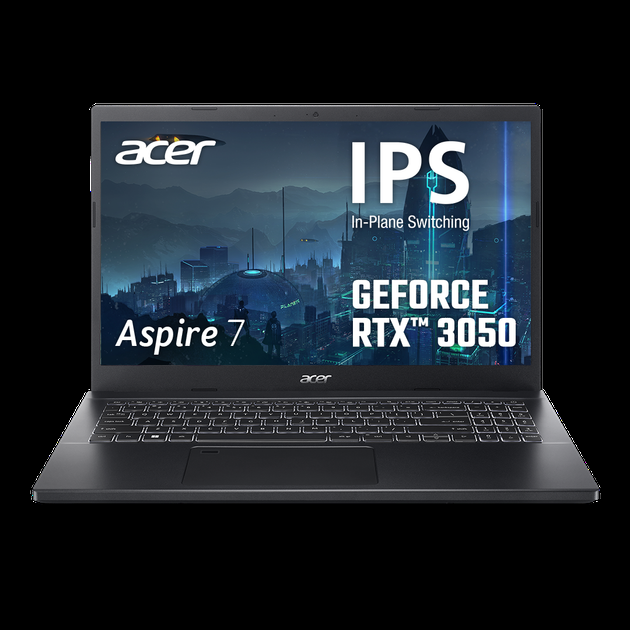 acer
IPS
In-Plane Switching
GEFORCE
RTX™ 3050
Aspire 7
acer